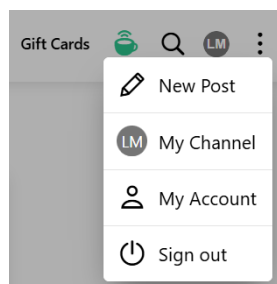 Gift Cards LM
New Post
LM My Channel
My Account
Sign out